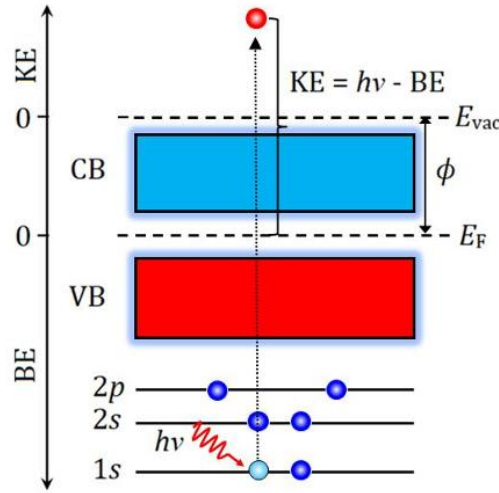 KE
KE = hν - BE
0
E_vac
CB
ϕ
0
E_F
VB
BE
2p
2s
hν
1s